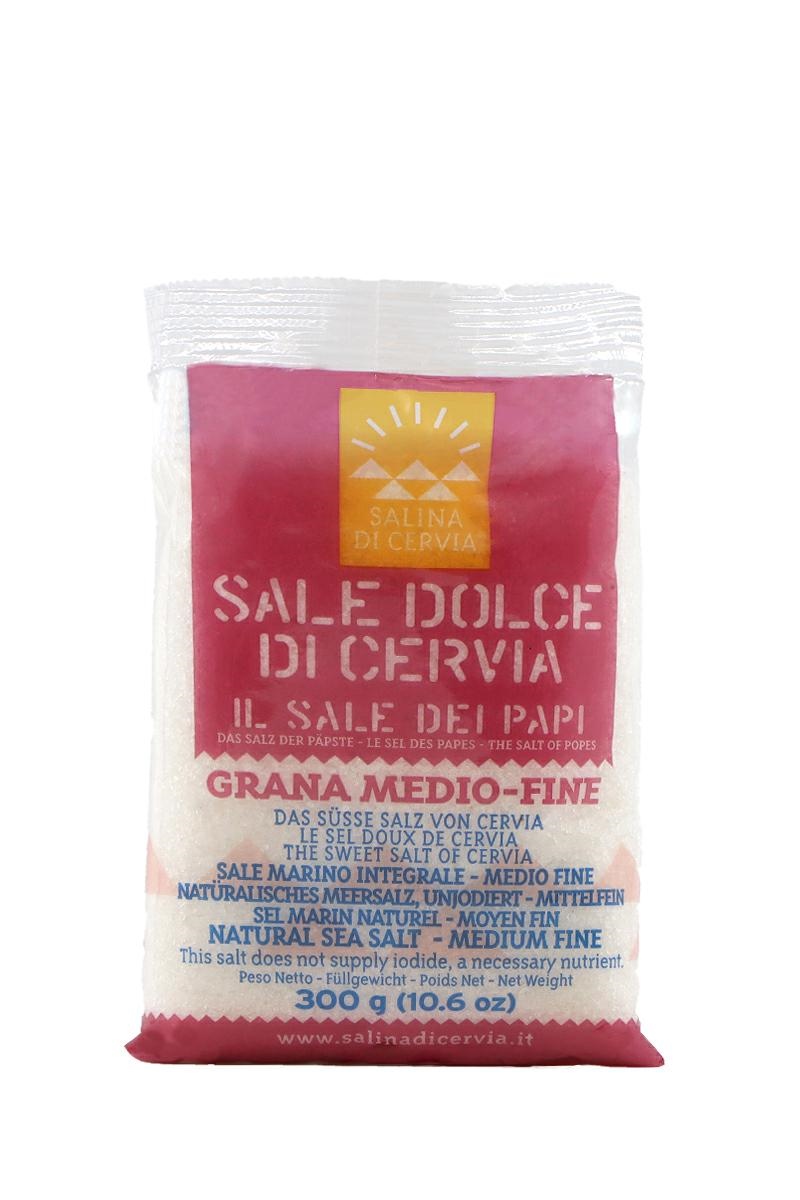 SALINA
DI CERVIA
SALE DOLCE
DI CERVIA
IL SALE DEI PAPI
DAS SALZ DER PÄPSTE - LE SEL DES PAPES - THE SALT OF POPES
GRANA MEDIO-FINE
DAS SÜSSE SALZ VON CERVIA
LE SEL DOUX DE CERVIA
THE SWEET SALT OF CERVIA
SALE MARINO INTEGRALE - MEDIO FINE
NATÜRALISCHES MEERSALZ, UNJODIERT - MITTELFEIN
SEL MARIN NATUREL - MOYEN FIN
NATURAL SEA SALT - MEDIUM FINE
This salt does not supply iodide, a necessary nutrient.
Peso Netto - Füllgewicht - Poids Net - Net Weight
300 g (10.6 oz)
www.salinadicervia.it